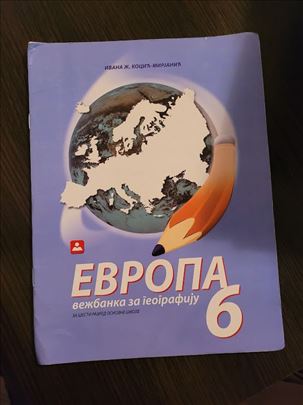 ИВАНА Ж. КОЦИЋ-МИРЈАНИЋ
ЕВРОПА
вежбанка за географију
ЗА ШЕСТИ РАЗРЕД ОСНОВНЕ ШКОЛЕ
6